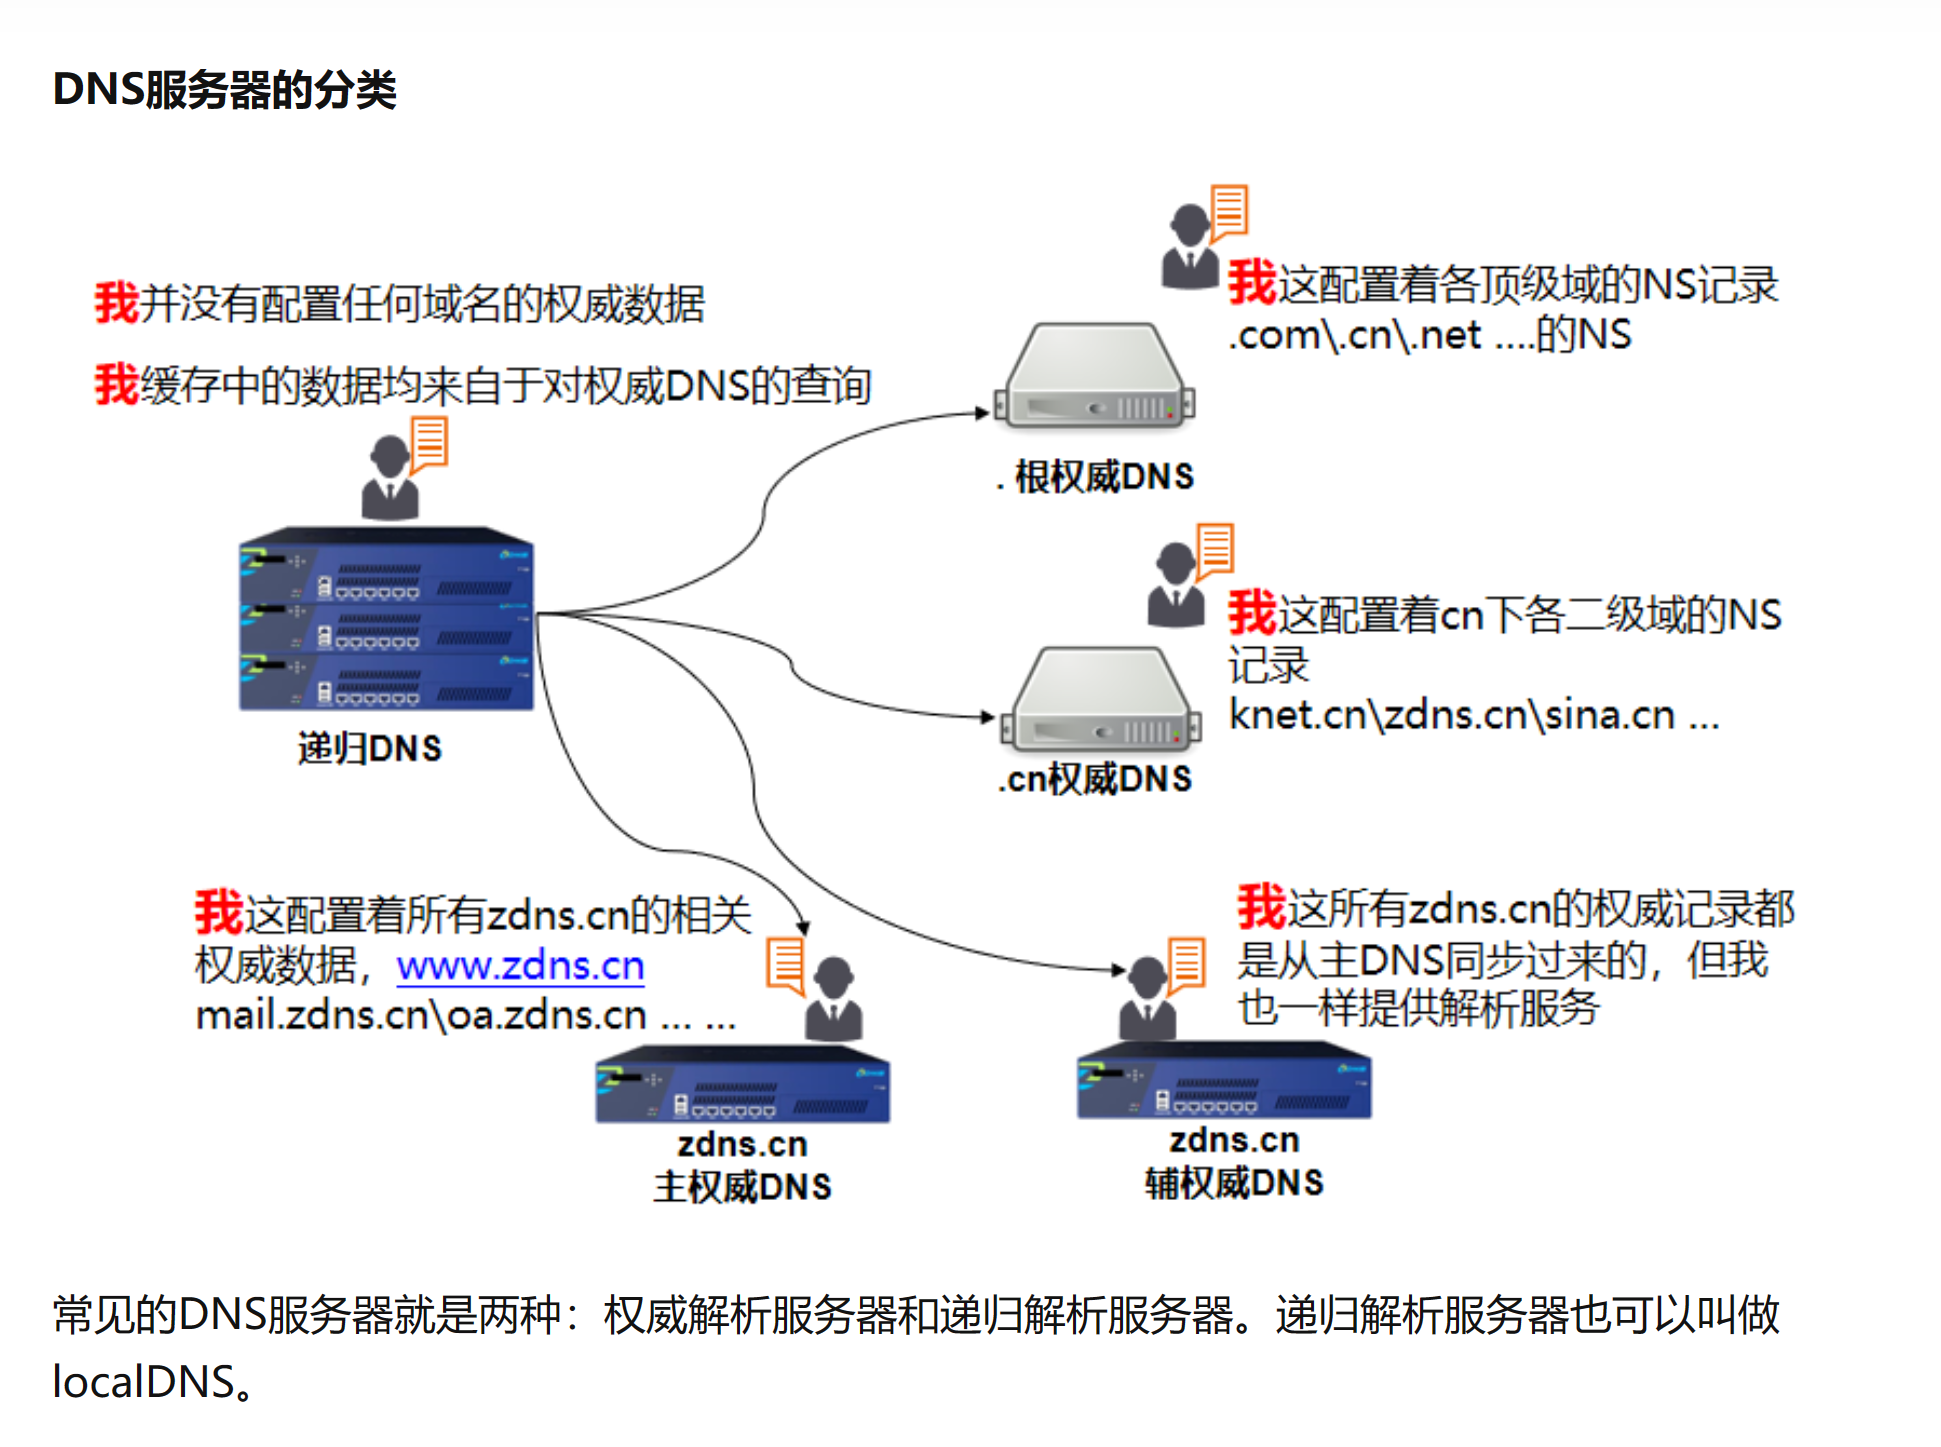 DNS服务器的分类
我并没有配置任何域名的权威数据
我缓存中的数据均来自于对权威DNS的查询
递归DNS
我这配置着各顶级域的NS记录
.com\.cn\.net ....的NS
. 根权威DNS
我这配置着cn下各二级域的NS
记录
knet.cn\zdns.cn\sina.cn ...
.cn权威DNS
我这配置着所有zdns.cn的相关
权威数据，www.zdns.cn
mail.zdns.cn\oa.zdns.cn ... ...
zdns.cn
主权威DNS
我这所有zdns.cn的权威记录都
是从主DNS同步过来的，但我
也一样提供解析服务
zdns.cn
辅权威DNS
常见的DNS服务器就是两种：权威解析服务器和递归解析服务器。递归解析服务器也可以叫做
localDNS。